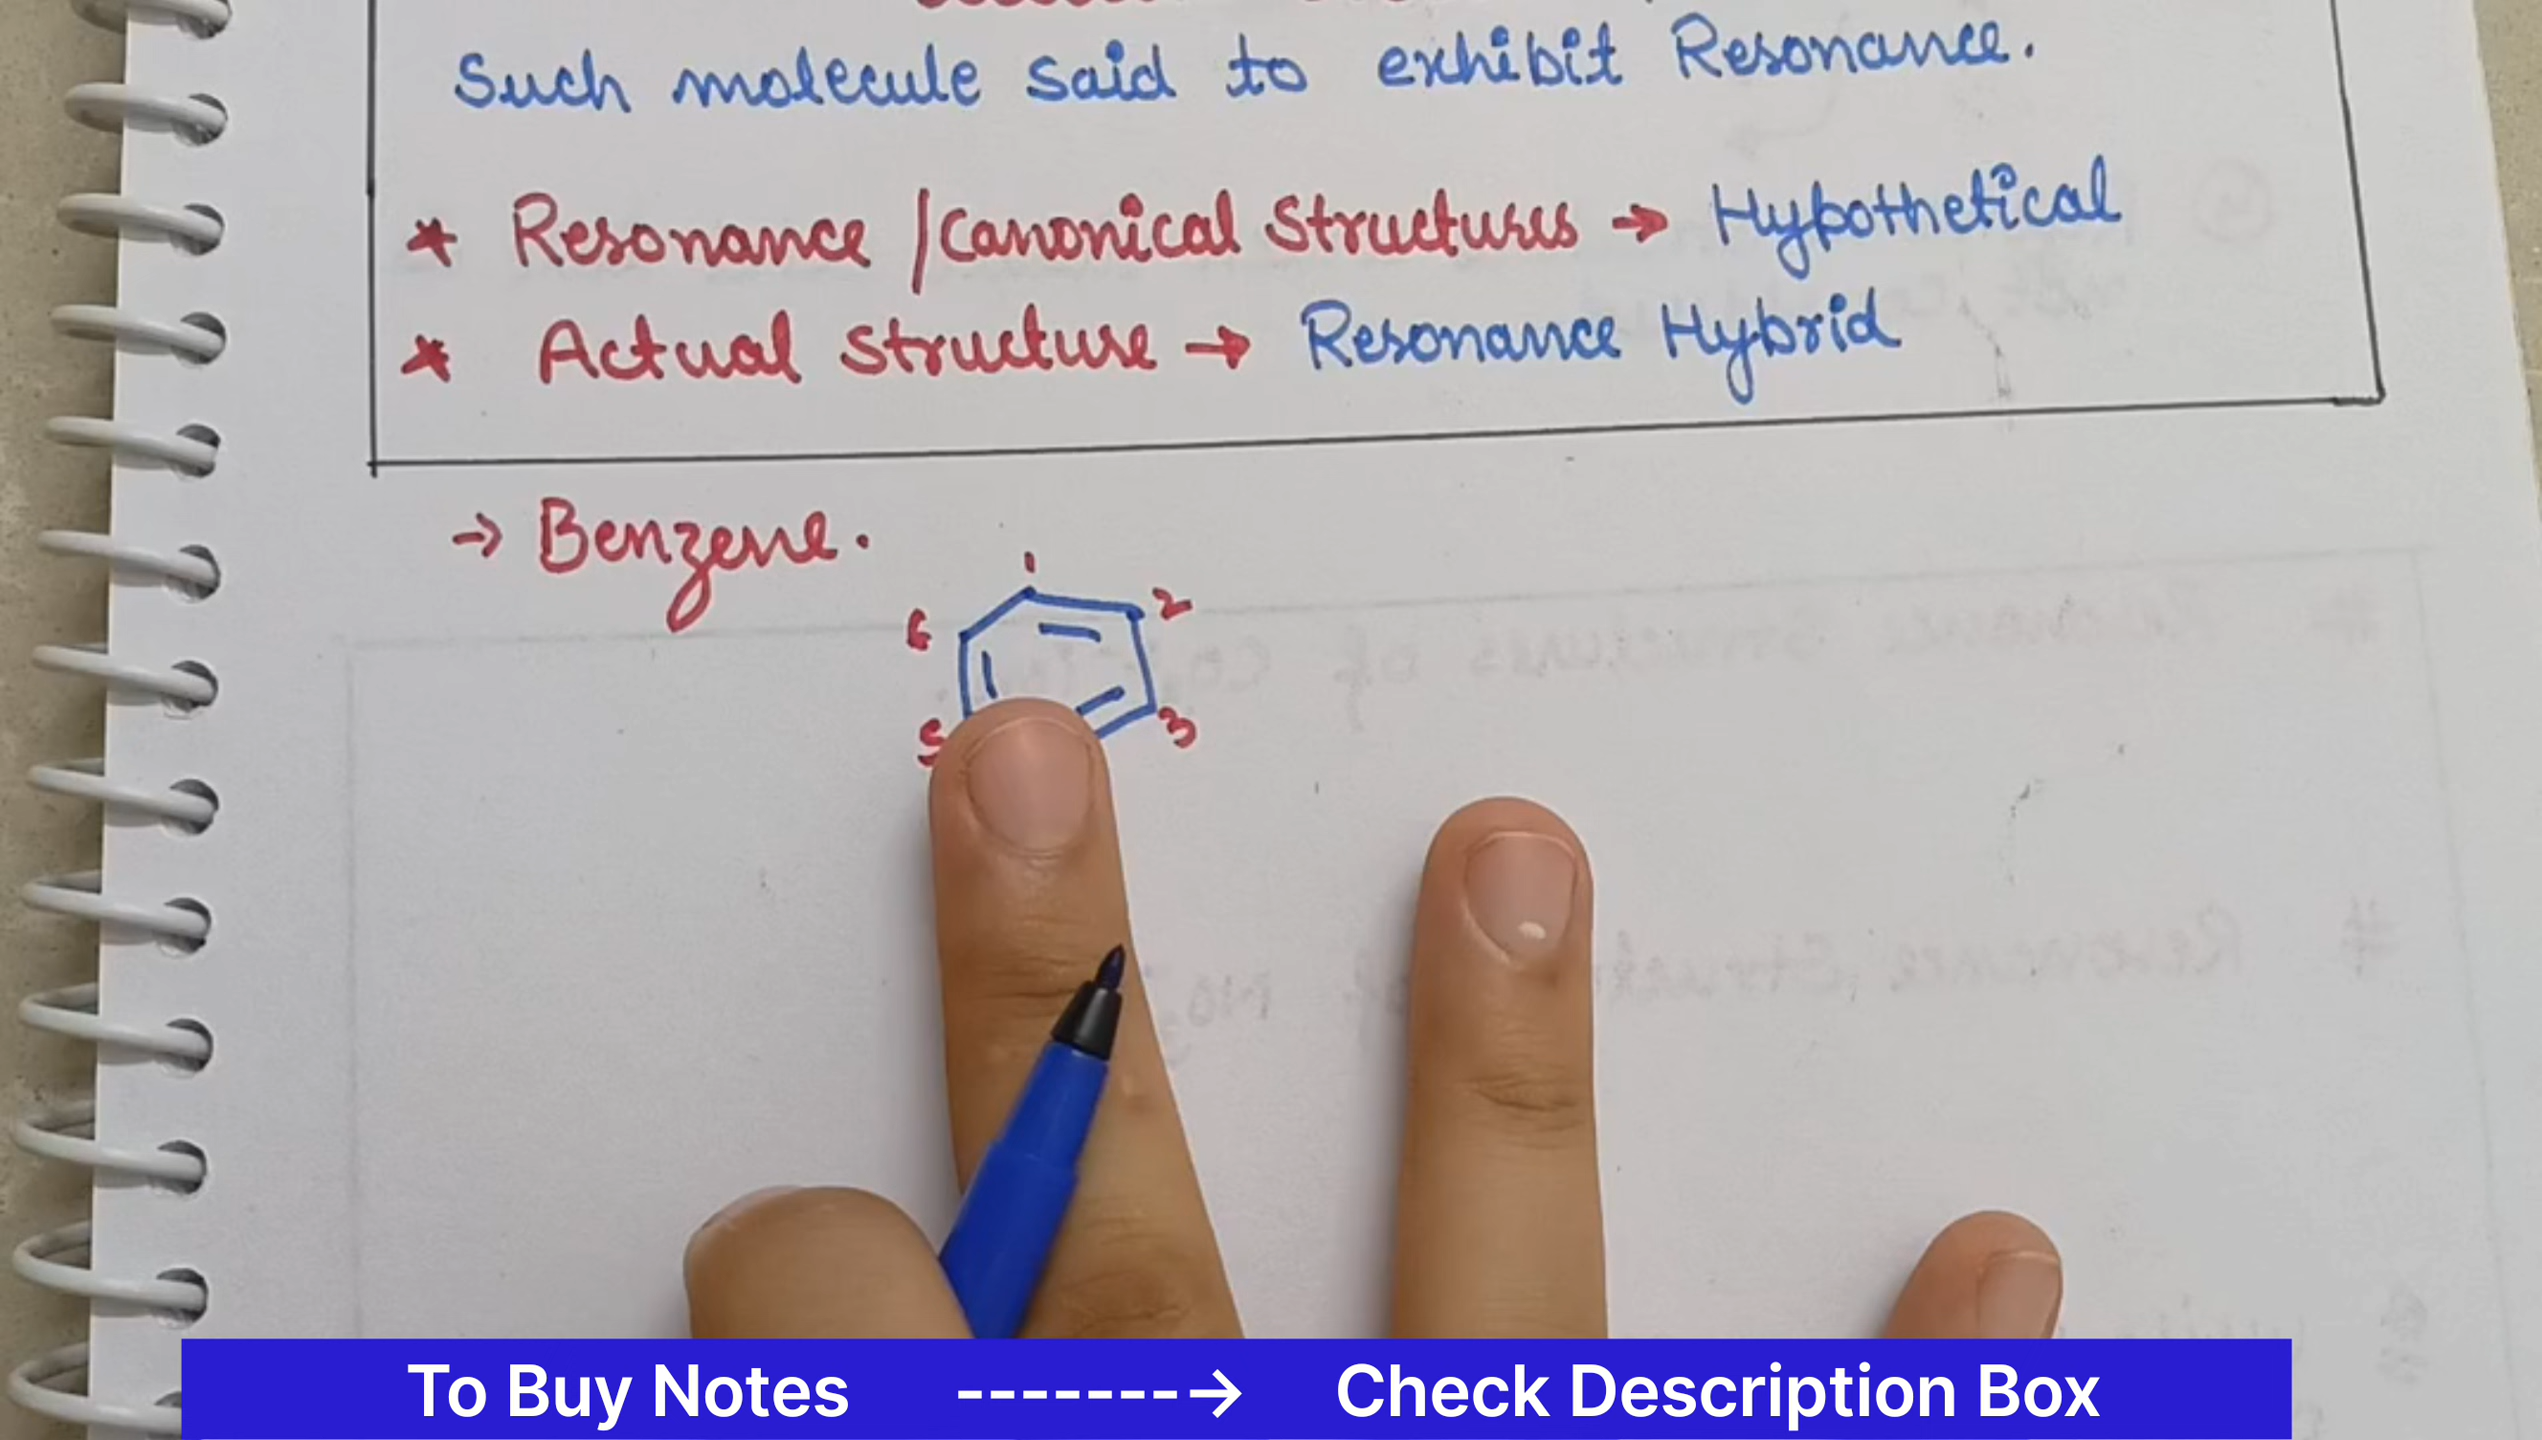 Such molecule said to exhibit Resonance.
* Resonance / Canonical Structures → Hypothetical
* Actual Structure → Resonance Hybrid
→ Benzene.
1
2
6
3
5
To Buy Notes -------→ Check Description Box